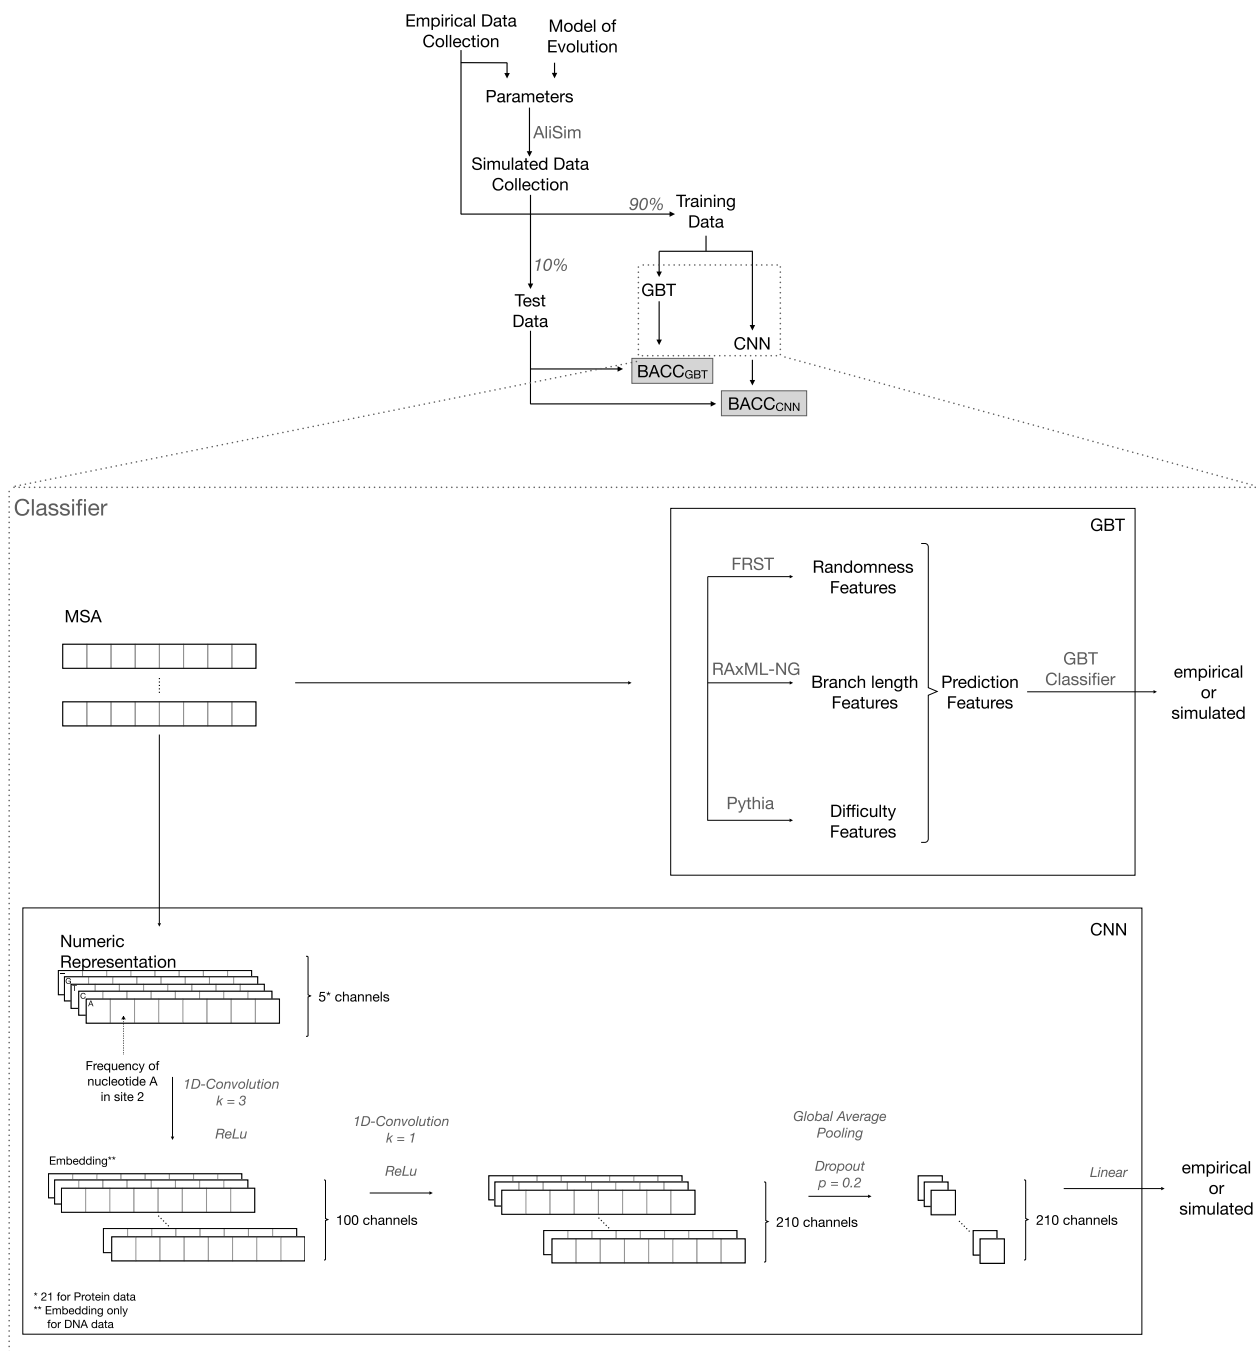 Empirical Data
Collection
Model of
Evolution
Parameters
AliSim
Simulated Data
Collection
90%
Training
Data
10%
Test
Data
GBT
CNN
BACCGBT
BACCCNN
Classifier
MSA
GBT
FRST
Randomness
Features
RAxML-NG
Branch length
Features
Prediction
Features
GBT
Classifier
empirical
or
simulated
Pythia
Difficulty
Features
CNN
Numeric
Representation
–
G
T
C
A
5* channels
Frequency of
nucleotide A
in site 2
1D-Convolution
k = 3
ReLu
Embedding**
100 channels
1D-Convolution
k = 1
ReLu
210 channels
Global Average
Pooling
Dropout
p = 0.2
210 channels
Linear
empirical
or
simulated
* 21 for Protein data
** Embedding only
for DNA data